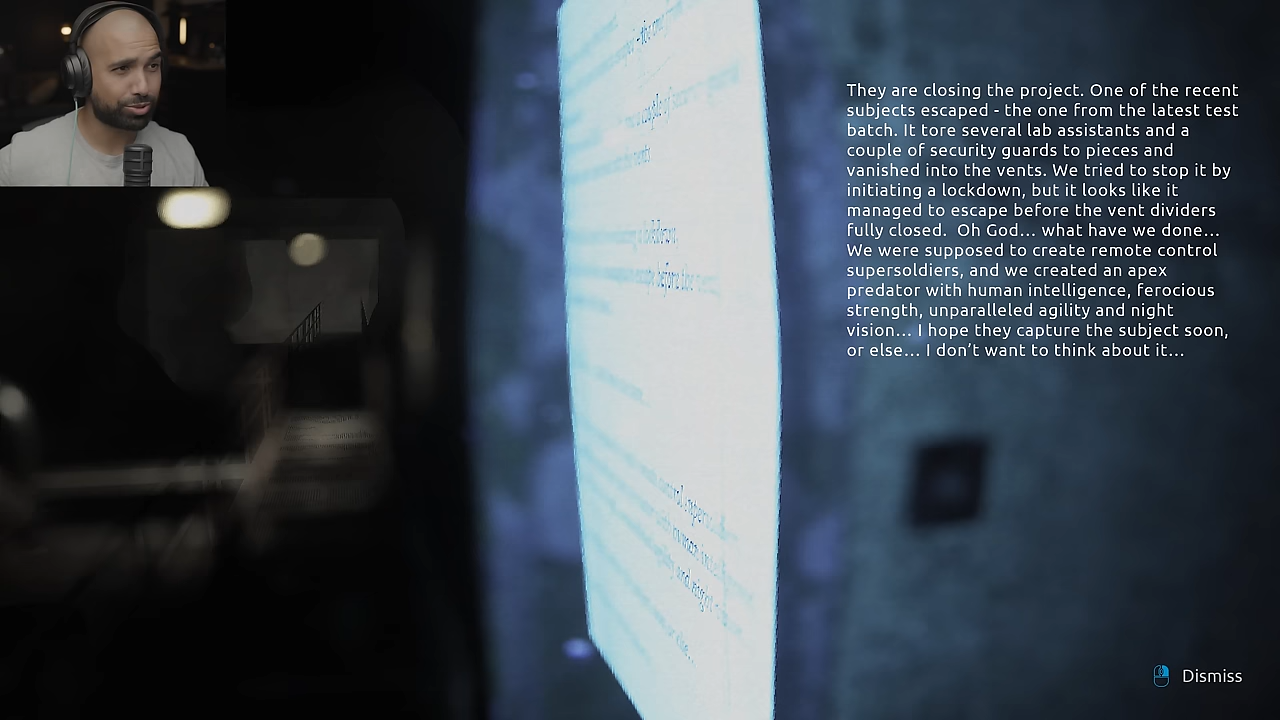 They are closing the project. One of the recent
subjects escaped - the one from the latest test
batch. It tore several lab assistants and a
couple of security guards to pieces and
vanished into the vents. We tried to stop it by
initiating a lockdown, but it looks like it
managed to escape before the vent dividers
fully closed.  Oh God... what have we done...
We were supposed to create remote control
supersoldiers, and we created an apex
predator with human intelligence, ferocious
strength, unparalleled agility and night
vision... I hope they capture the subject soon,
or else... I don’t want to think about it...
Dismiss